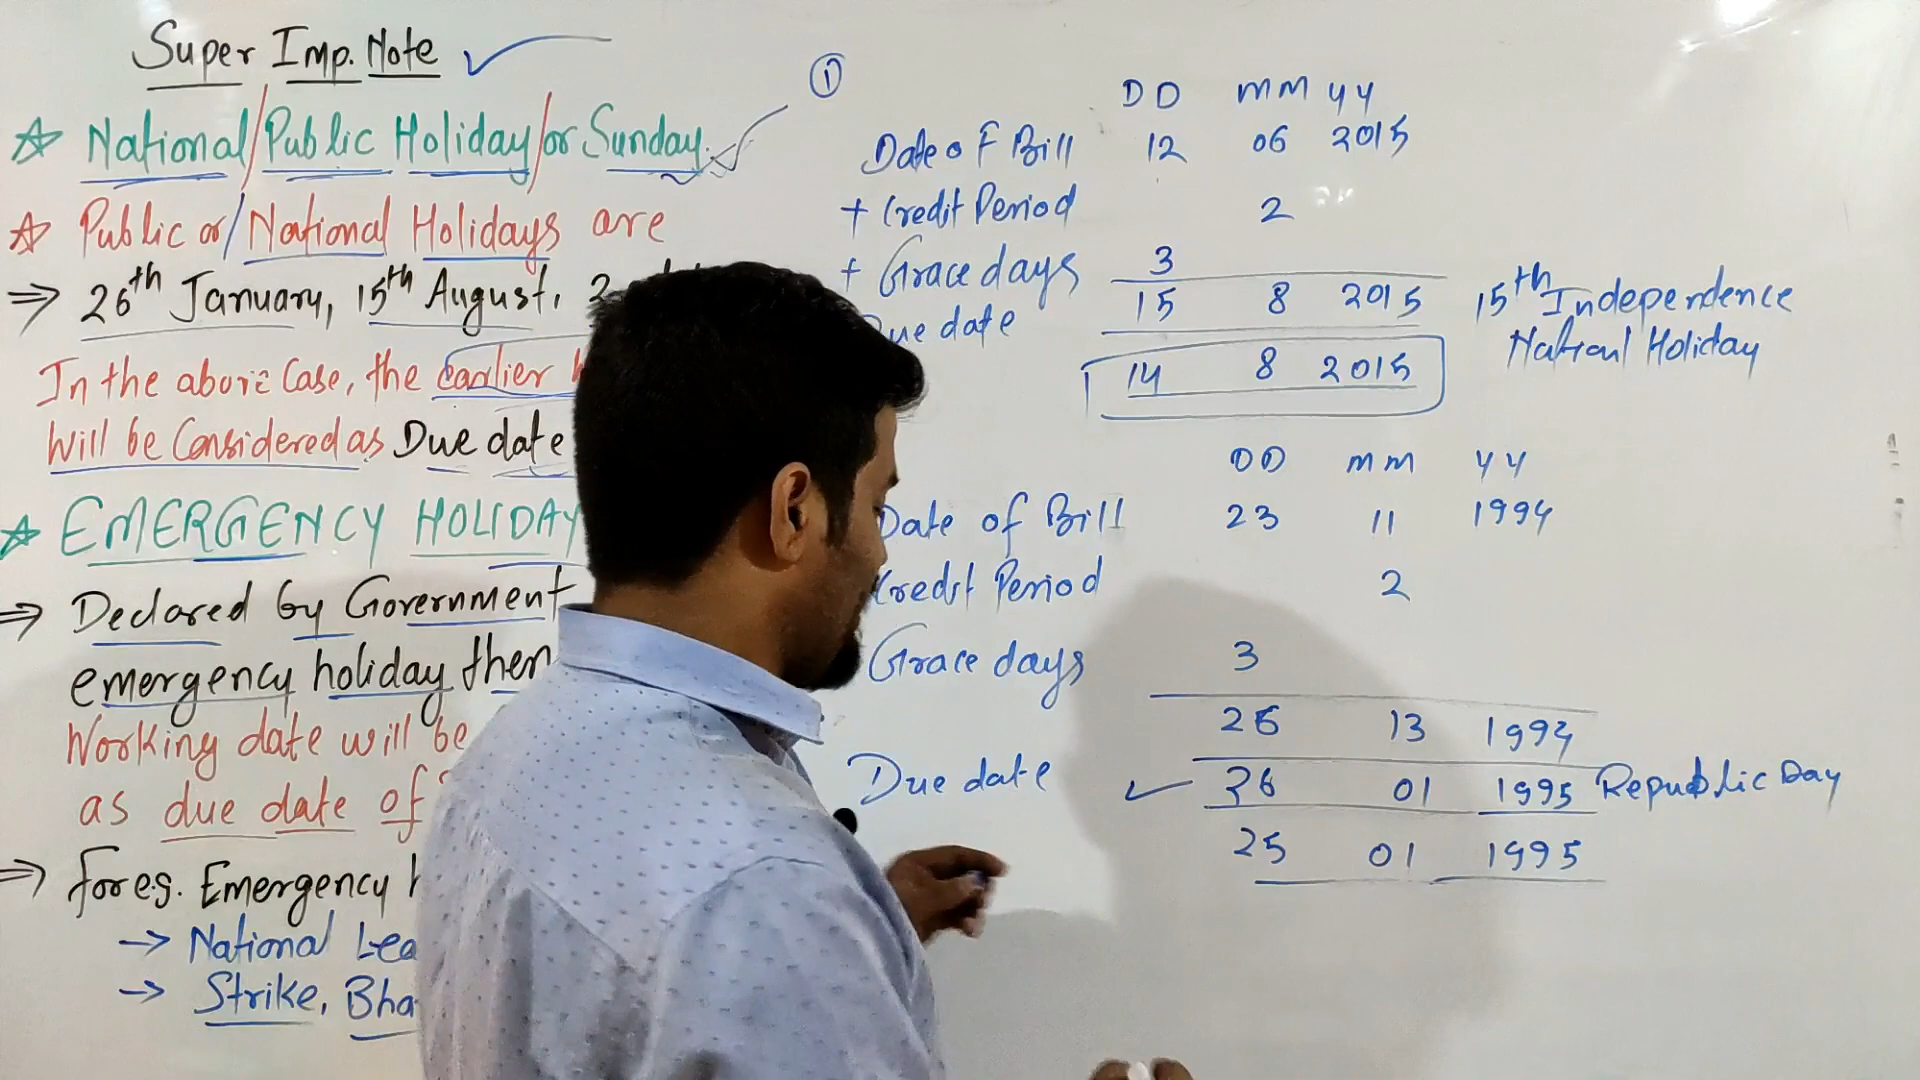 Super Imp. Note
National/Public Holiday/or Sunday.
Public or/National Holidays are
⇒ 26th January, 15th August,
In the above Case, the earlier
Will be Considered as Due date
EMERGENCY HOLIDAY
⇒ Declared by Government
emergency holiday then
Working date will be
as due date of
⇒ for e.g. Emergency
→ National
→ Strike,
①
DD MM YY
Date of Bill 12 06 2015
+ Credit Period 2
+ Grace days 3
15 8 2015 15th Independence
Due date National Holiday
14 8 2015
DD MM YY
Date of Bill 23 11 1994
Credit Period 2
Grace days 3
26 13 1994
Due date 26 01 1995 Republic Day
25 01 1995